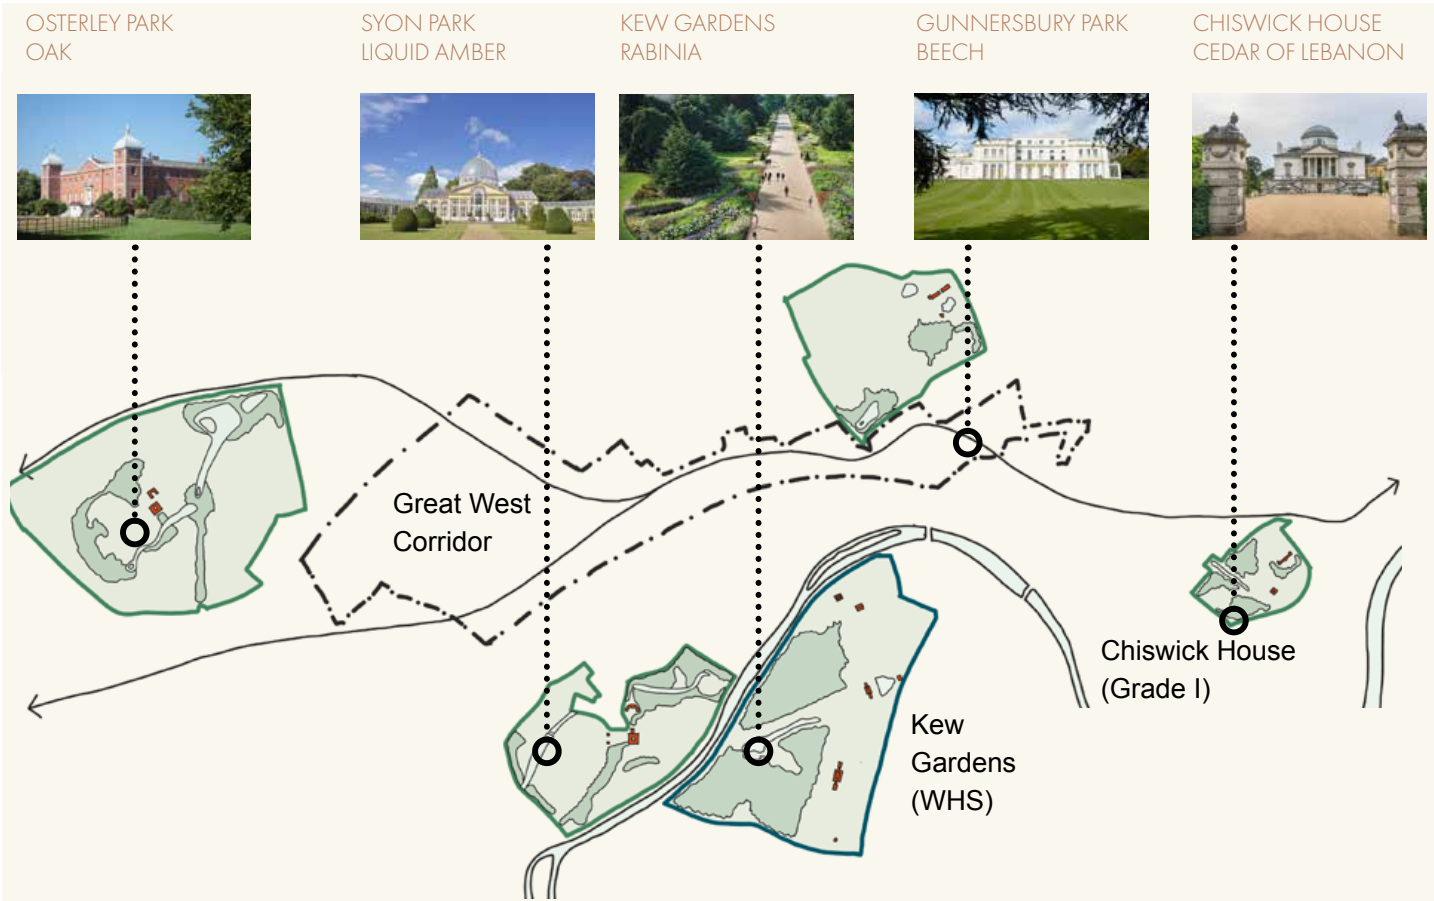 OSTERLEY PARK
OAK
SYON PARK
LIQUID AMBER
KEW GARDENS
RABINIA
GUNNERSBURY PARK
BEECH
CHISWICK HOUSE
CEDAR OF LEBANON
Great West
Corridor
Chiswick House
(Grade I)
Kew
Gardens
(WHS)